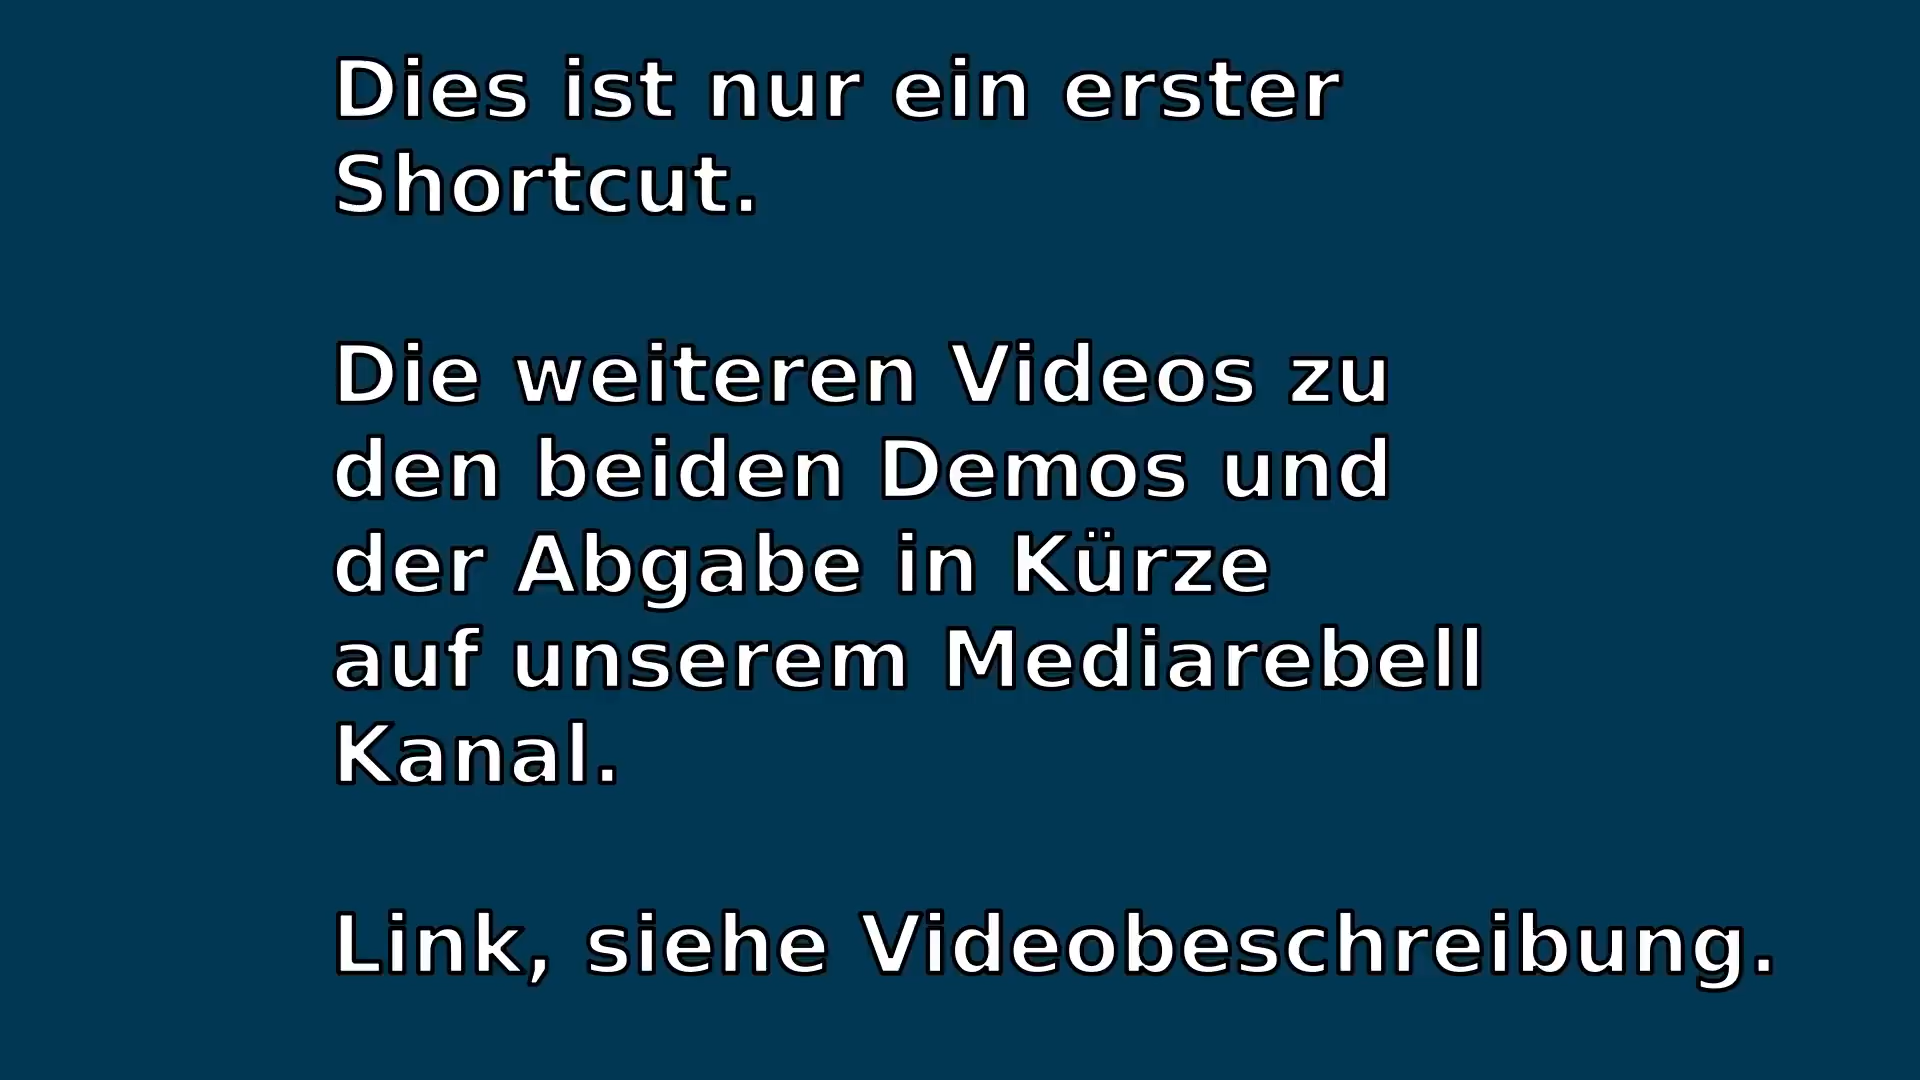 Dies ist nur ein erster
Shortcut.
Die weiteren Videos zu
den beiden Demos und
der Abgabe in Kürze
auf unserem Mediarebell
Kanal.
Link, siehe Videobeschreibung.